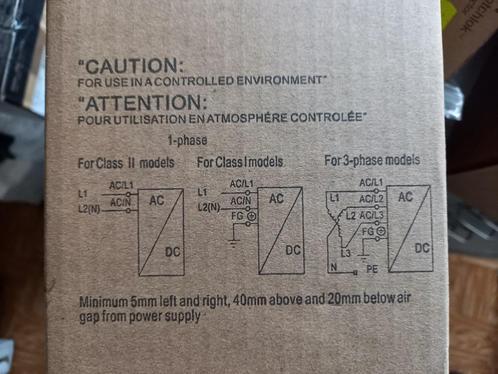 "CAUTION:
FOR USE IN A CONTROLLED ENVIRONMENT"
"ATTENTION:
POUR UTILISATION EN ATMOSPHÉRE CONTROLÉE"
1-phase
For Class II models
For Class I models
For 3-phase models
L1 AC/L1
L2(N) AC/N
AC
DC
L1 AC/L1
L2(N) AC/N
FG
AC
DC
AC/L1
L1
AC/L2
L2 AC/L3
FG
L3
N PE
AC
DC
Minimum 5mm left and right, 40mm above and 20mm below air
gap from power supply